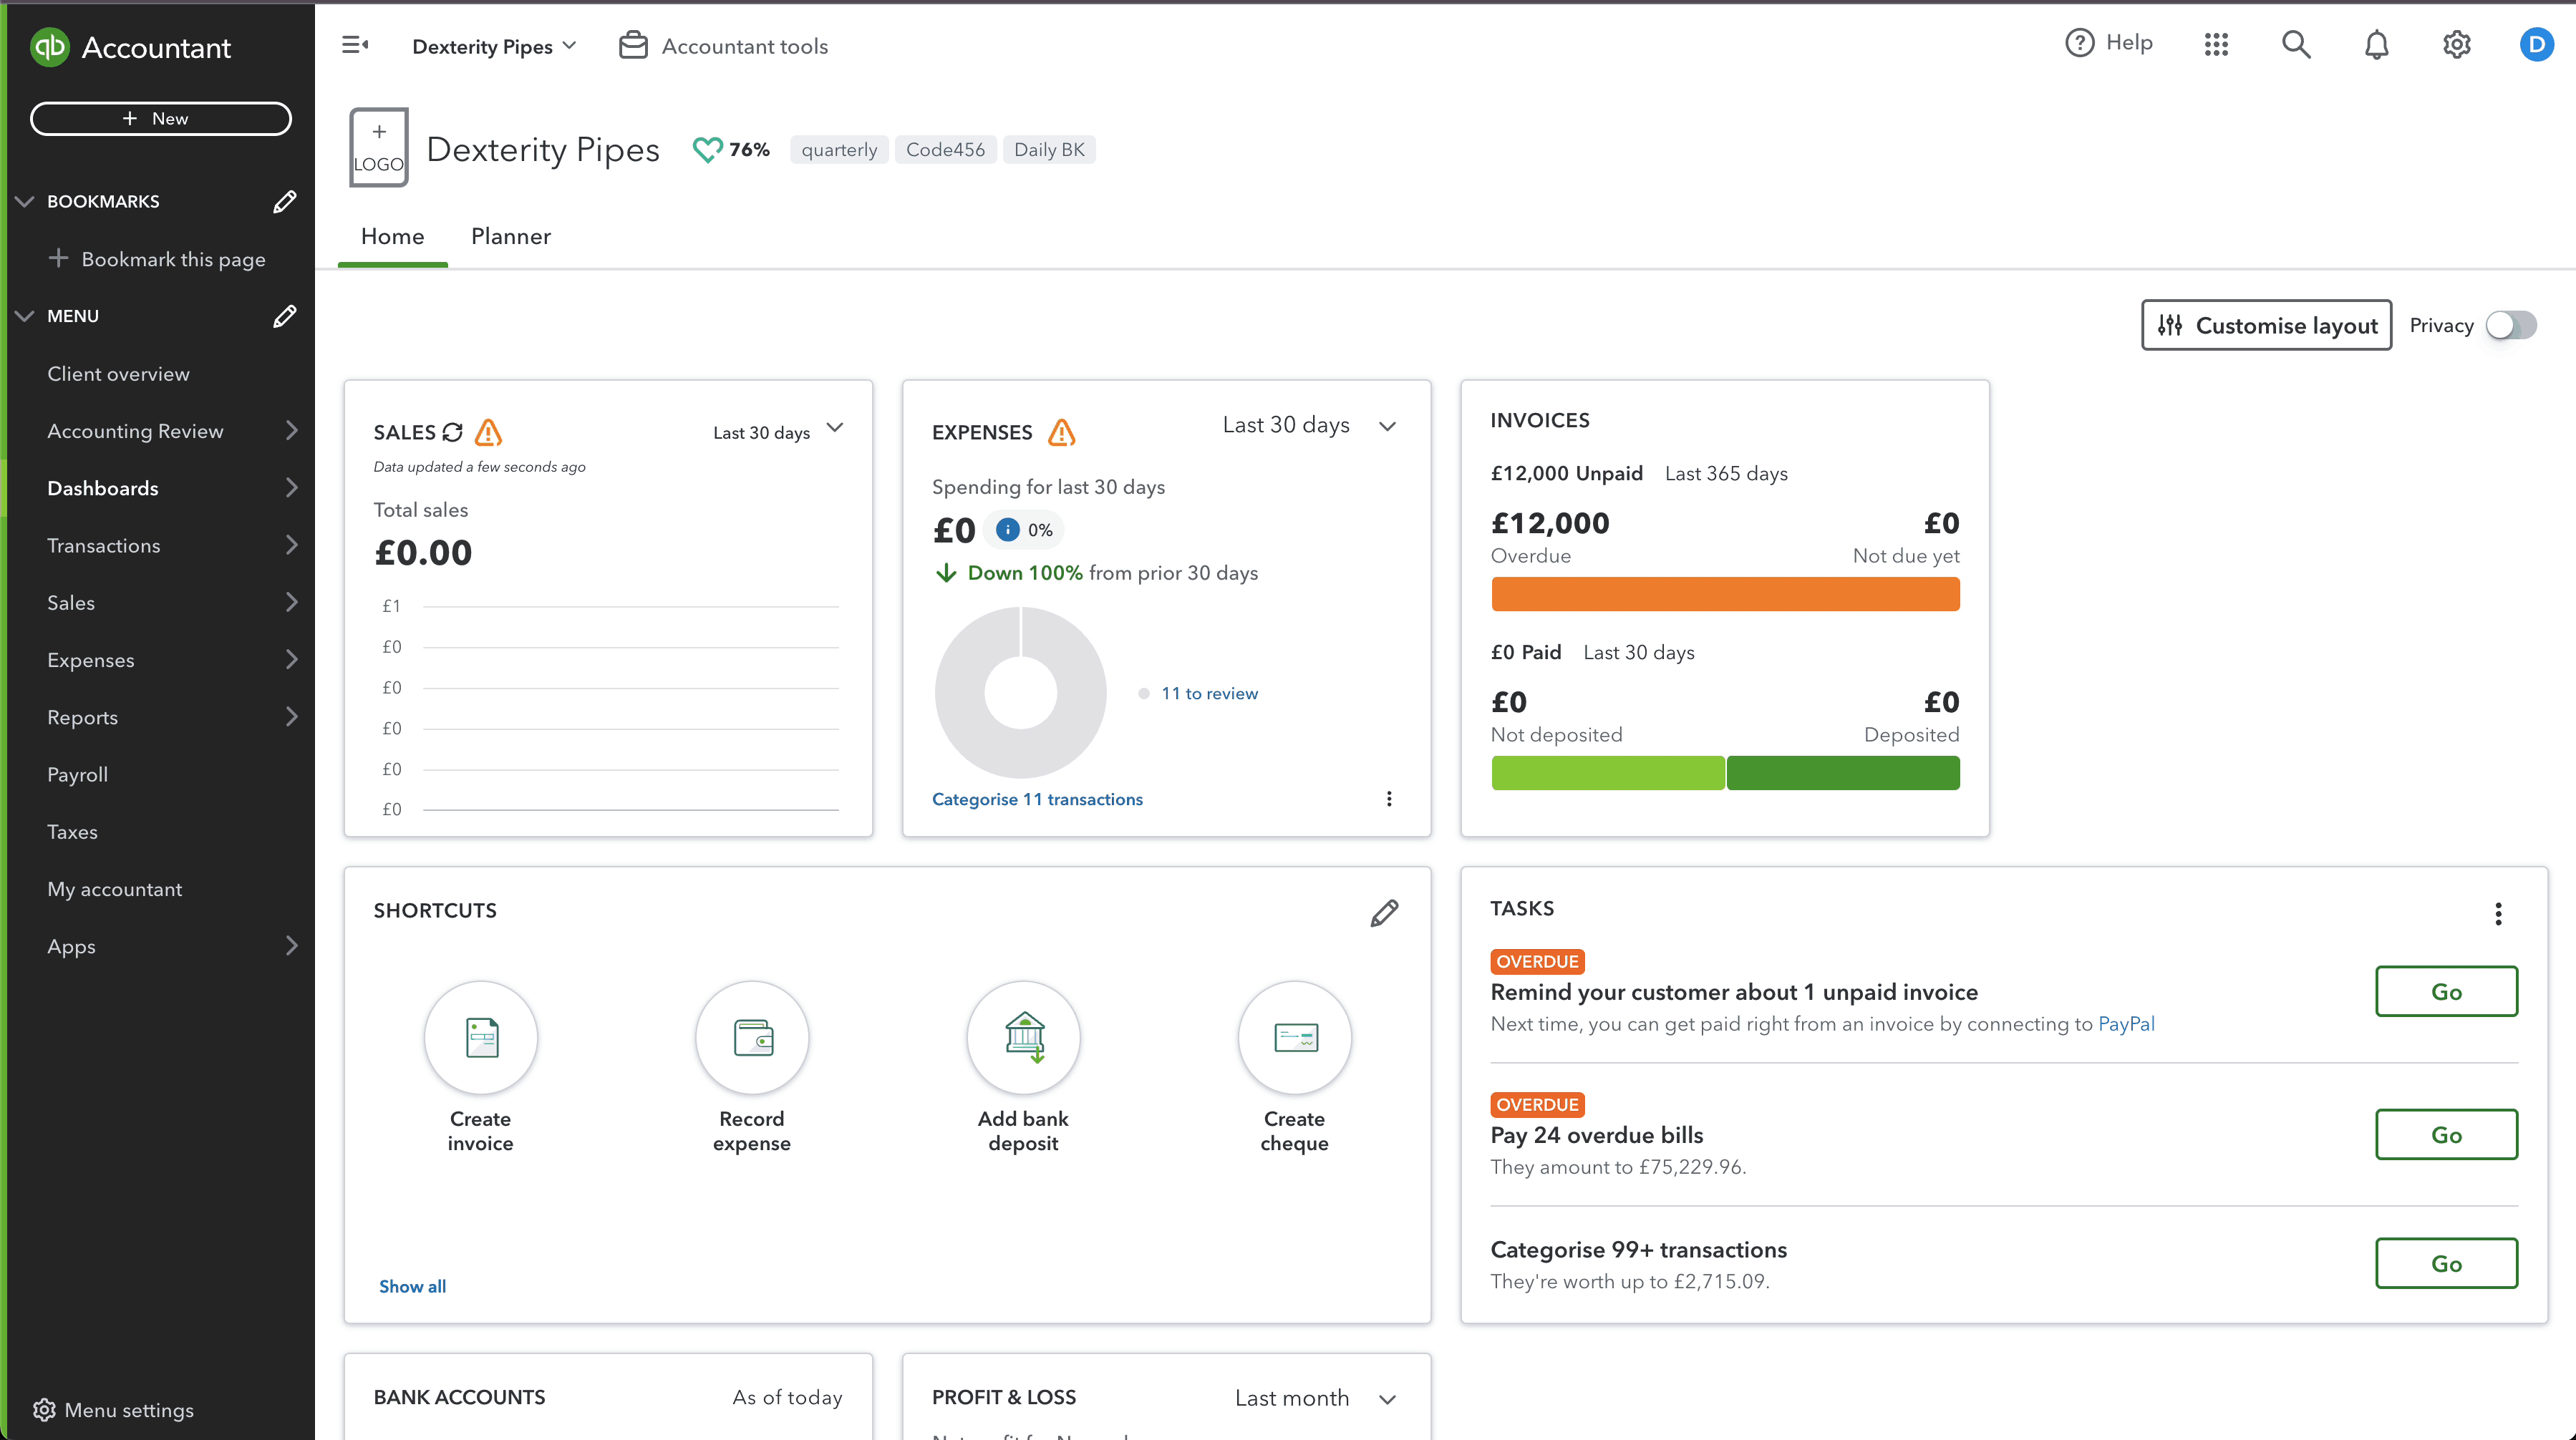 qb Accountant
+ New
BOOKMARKS
Bookmark this page
MENU
Client overview
Accounting Review
Dashboards
Transactions
Sales
Expenses
Reports
Payroll
Taxes
My accountant
Apps
Menu settings
Dexterity Pipes
Accountant tools
? Help
D
+
LOGO
Dexterity Pipes
76%
quarterly
Code456
Daily BK
Home
Planner
Customise layout
Privacy
SALES
Last 30 days
Data updated a few seconds ago
Total sales
£0.00
£1
£0
£0
£0
£0
£0
EXPENSES
Last 30 days
Spending for last 30 days
£0
0%
Down 100% from prior 30 days
11 to review
Categorise 11 transactions
INVOICES
£12,000 Unpaid Last 365 days
£12,000 £0
Overdue Not due yet
£0 Paid Last 30 days
£0 £0
Not deposited Deposited
SHORTCUTS
Create
invoice
Record
expense
Add bank
deposit
Create
cheque
Show all
TASKS
OVERDUE
Remind your customer about 1 unpaid invoice
Next time, you can get paid right from an invoice by connecting to PayPal
Go
OVERDUE
Pay 24 overdue bills
They amount to £75,229.96.
Go
Categorise 99+ transactions
They're worth up to £2,715.09.
Go
BANK ACCOUNTS
As of today
PROFIT & LOSS
Last month